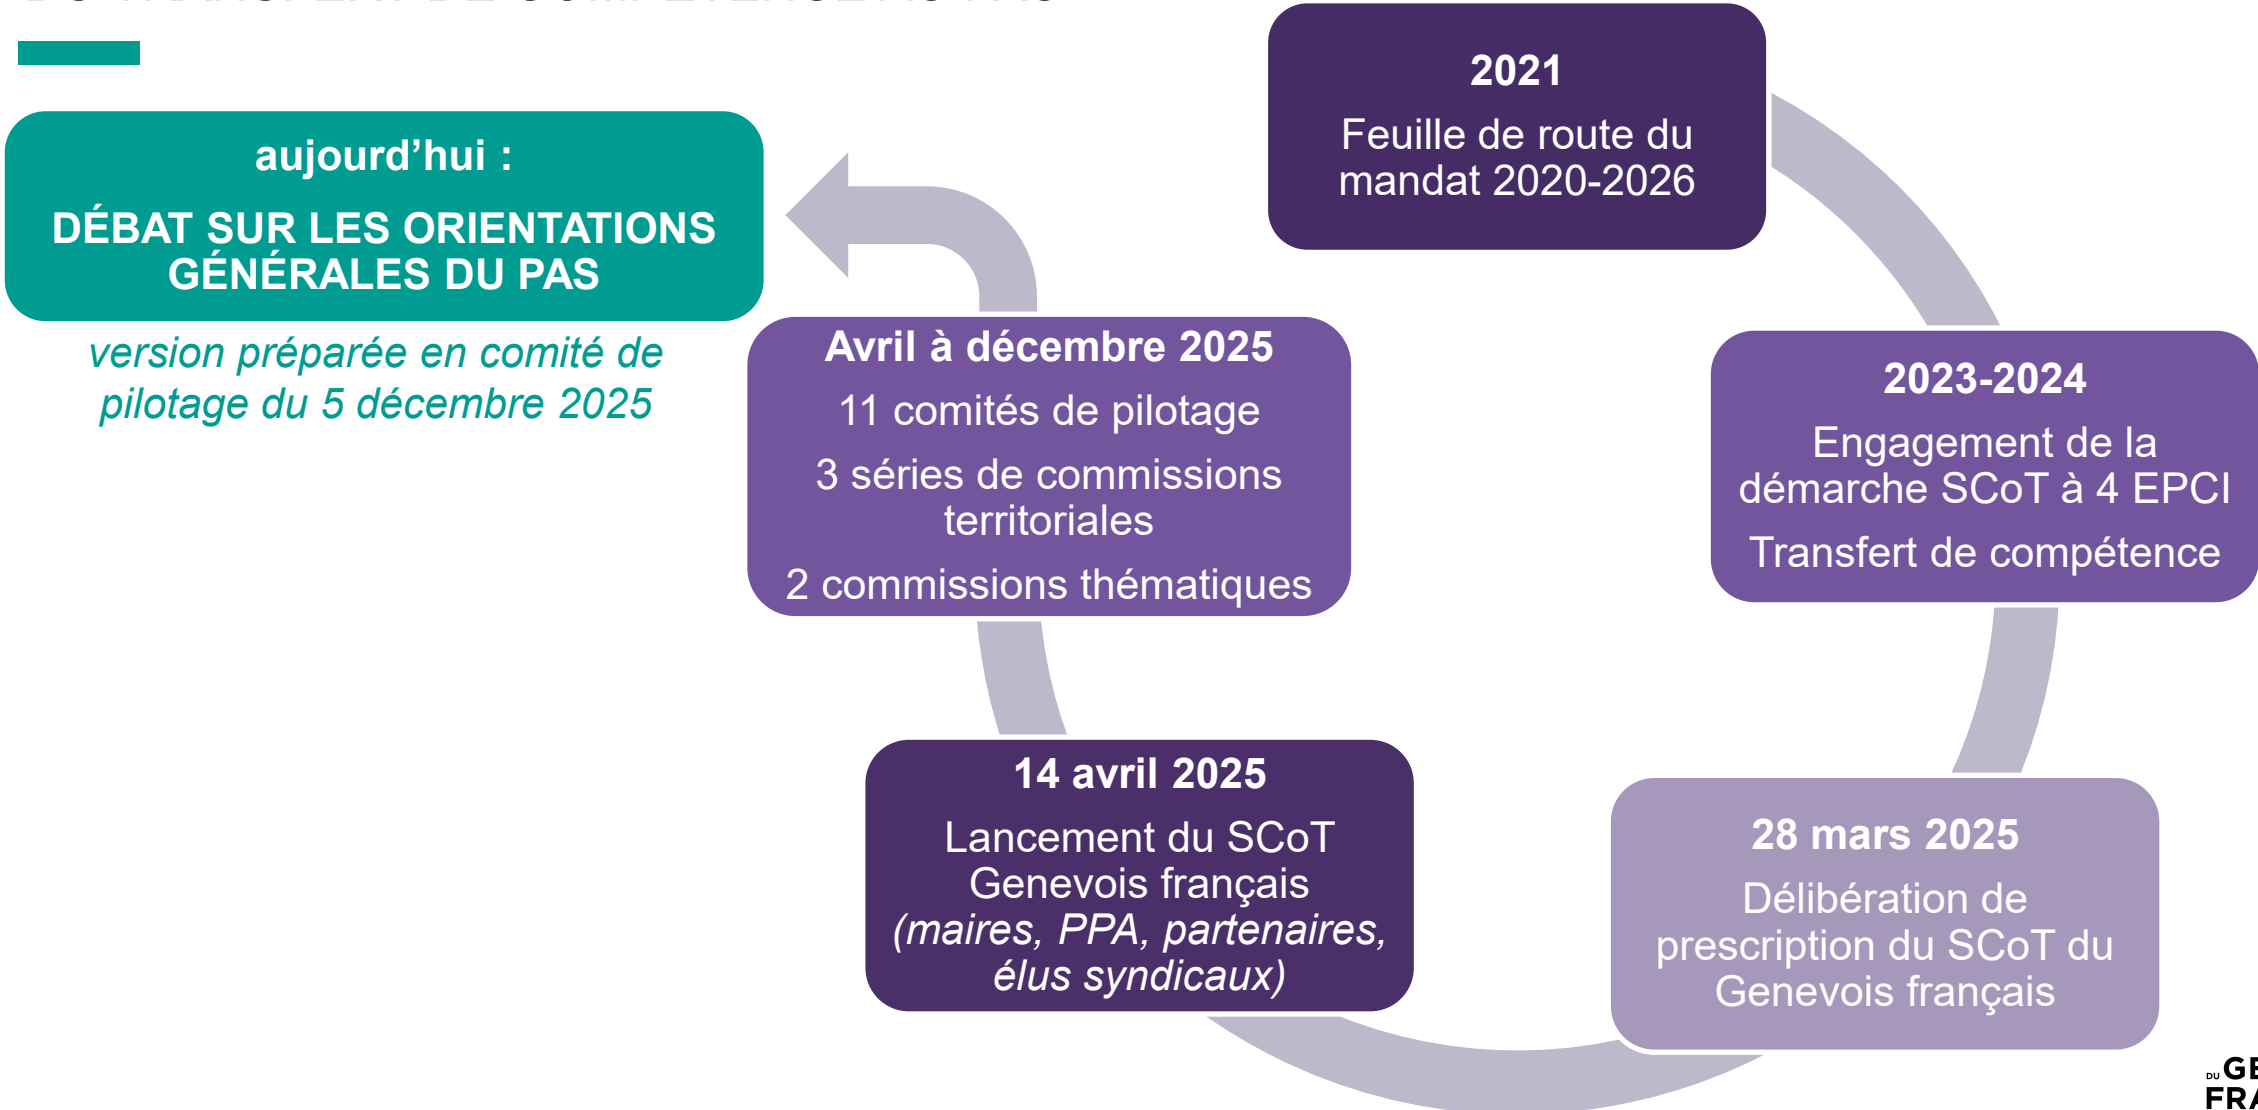 2021
Feuille de route du
mandat 2020-2026
2023-2024
Engagement de la
démarche SCoT à 4 EPCI
Transfert de compétence
28 mars 2025
Délibération de
prescription du SCoT du
Genevois français
14 avril 2025
Lancement du SCoT
Genevois français
(maires, PPA, partenaires,
élus syndicaux)
Avril à décembre 2025
11 comités de pilotage
3 séries de commissions
territoriales
2 commissions thématiques
aujourd’hui :
DÉBAT SUR LES ORIENTATIONS
GÉNÉRALES DU PAS
version préparée en comité de
pilotage du 5 décembre 2025
DU